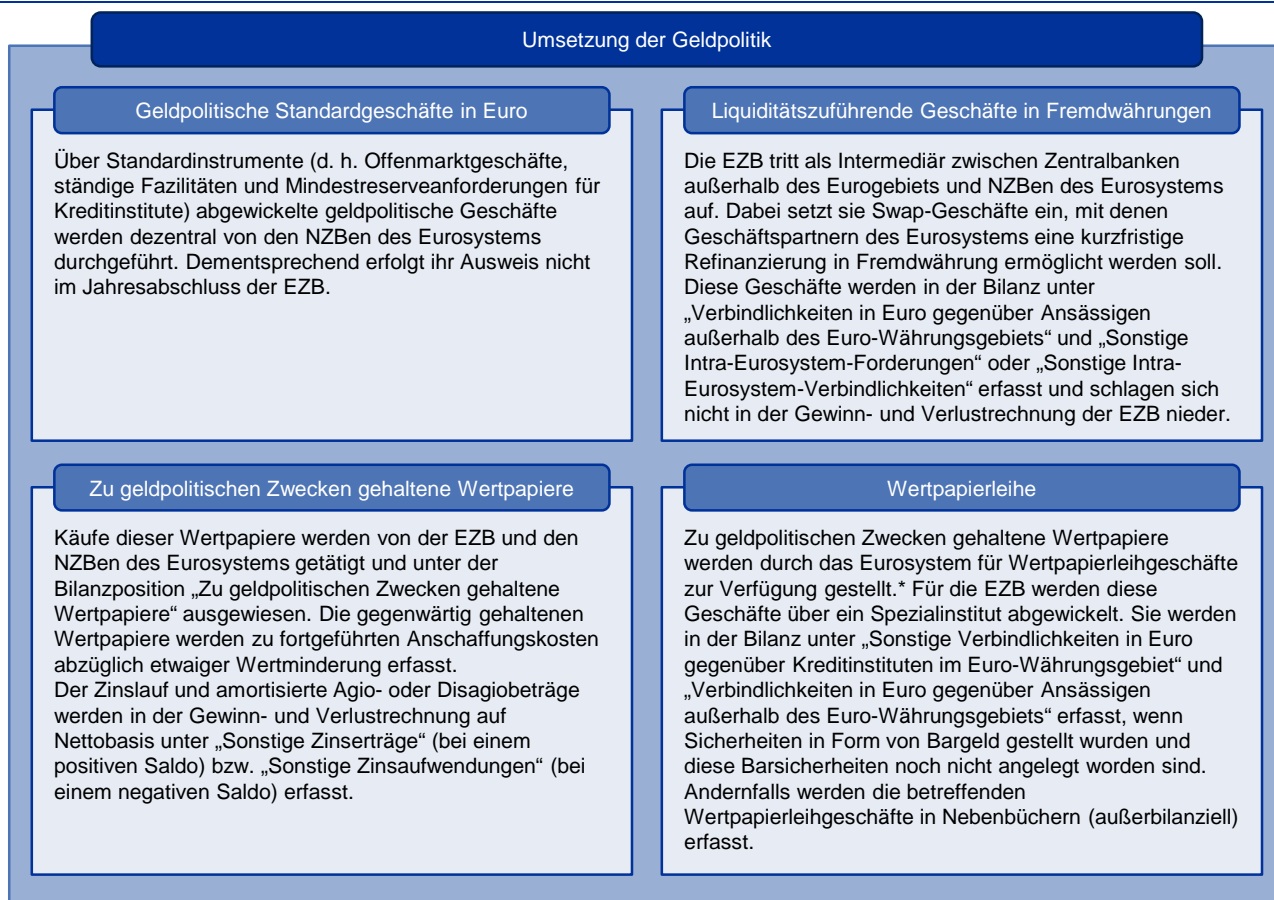 Umsetzung der Geldpolitik
Geldpolitische Standardgeschäfte in Euro
Über Standardinstrumente (d. h. Offenmarktgeschäfte,
ständige Fazilitäten und Mindestreserveanforderungen für
Kreditinstitute) abgewickelte geldpolitische Geschäfte
werden dezentral von den NZBen des Eurosystems
durchgeführt. Dementsprechend erfolgt ihr Ausweis nicht
im Jahresabschluss der EZB.
Liquiditätszuführende Geschäfte in Fremdwährungen
Die EZB tritt als Intermediär zwischen Zentralbanken
außerhalb des Eurogebiets und NZBen des Eurosystems
auf. Dabei setzt sie Swap-Geschäfte ein, mit denen
Geschäftspartnern des Eurosystems eine kurzfristige
Refinanzierung in Fremdwährung ermöglicht werden soll.
Diese Geschäfte werden in der Bilanz unter
„Verbindlichkeiten in Euro gegenüber Ansässigen
außerhalb des Euro-Währungsgebiets“ und „Sonstige
Intra-Eurosystem-Forderungen“ oder „Sonstige Intra-
Eurosystem-Verbindlichkeiten“ erfasst und schlagen sich
nicht in der Gewinn- und Verlustrechnung der EZB nieder.
Zu geldpolitischen Zwecken gehaltene Wertpapiere
Käufe dieser Wertpapiere werden von der EZB und den
NZBen des Eurosystems getätigt und unter der
Bilanzposition „Zu geldpolitischen Zwecken gehaltene
Wertpapiere“ ausgewiesen. Die gegenwärtig gehaltenen
Wertpapiere werden zu fortgeführten Anschaffungskosten
abzüglich etwaiger Wertminderung erfasst.
Der Zinslauf und amortisierte Agio- oder Disagiobeträge
werden in der Gewinn- und Verlustrechnung auf
Nettobasis unter „Sonstige Zinserträge“ (bei einem
positiven Saldo) bzw. „Sonstige Zinsaufwendungen“ (bei
einem negativen Saldo) erfasst.
Wertpapierleihe
Zu geldpolitischen Zwecken gehaltene Wertpapiere
werden durch das Eurosystem für Wertpapierleihgeschäfte
zur Verfügung gestellt.* Für die EZB werden diese
Geschäfte über ein Spezialinstitut abgewickelt. Sie werden
in der Bilanz unter „Sonstige Verbindlichkeiten in Euro
gegenüber Kreditinstituten im Euro-Währungsgebiet“ und
„Verbindlichkeiten in Euro gegenüber Ansässigen
außerhalb des Euro-Währungsgebiets“ erfasst, wenn
Sicherheiten in Form von Bargeld gestellt wurden und
diese Barsicherheiten noch nicht angelegt worden sind.
Andernfalls werden die betreffenden
Wertpapierleihgeschäfte in Nebenbüchern (außerbilanziell)
erfasst.